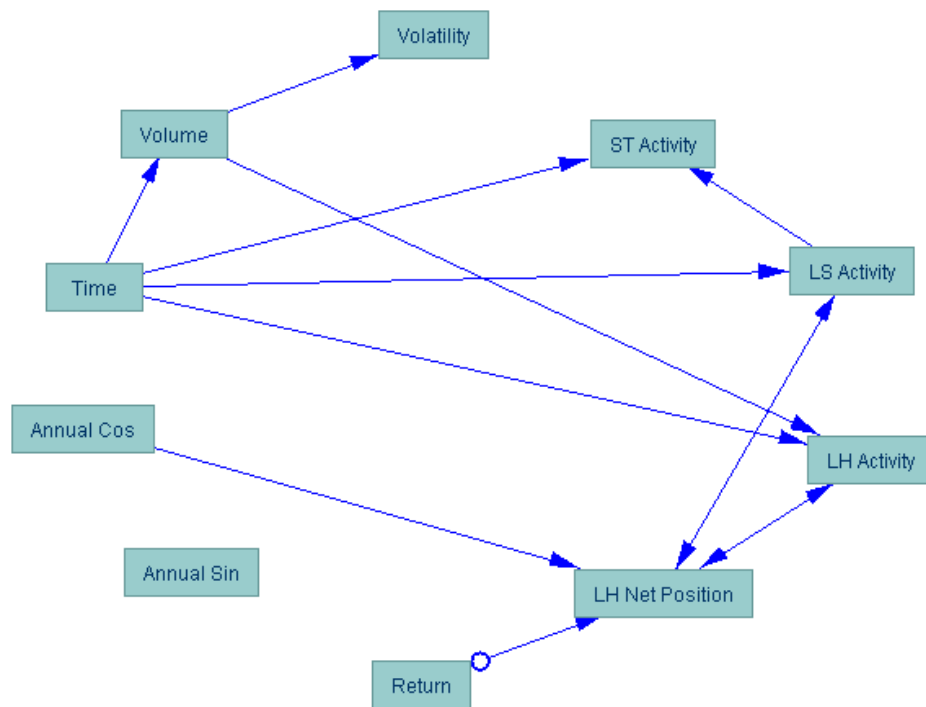 Volatility
Volume
ST Activity
Time
LS Activity
Annual Cos
LH Activity
Annual Sin
LH Net Position
Return